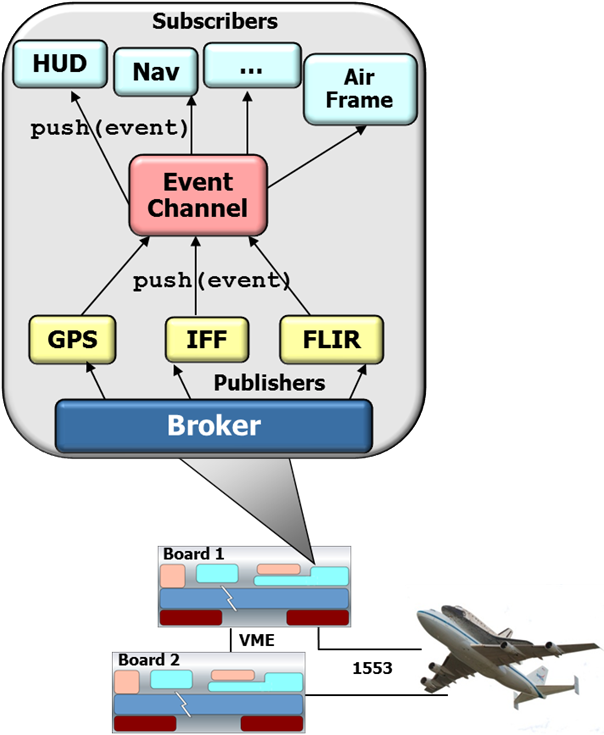 Subscribers
HUD
Nav
...
Air
Frame
push(event)
Event
Channel
push(event)
GPS
IFF
FLIR
Publishers
Broker
Board 1
VME
Board 2
1553